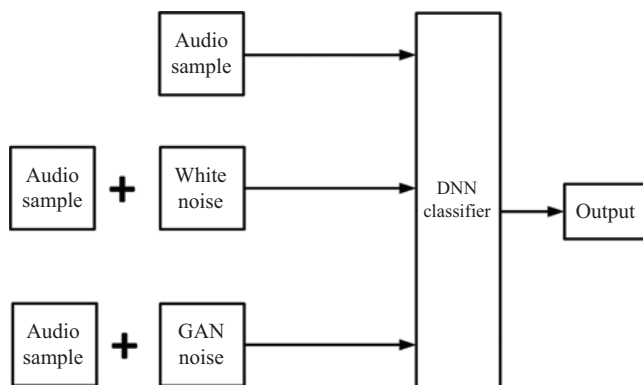 Audio
sample
Audio
sample
White
noise
DNN
classifier
Output
Audio
sample
GAN
noise